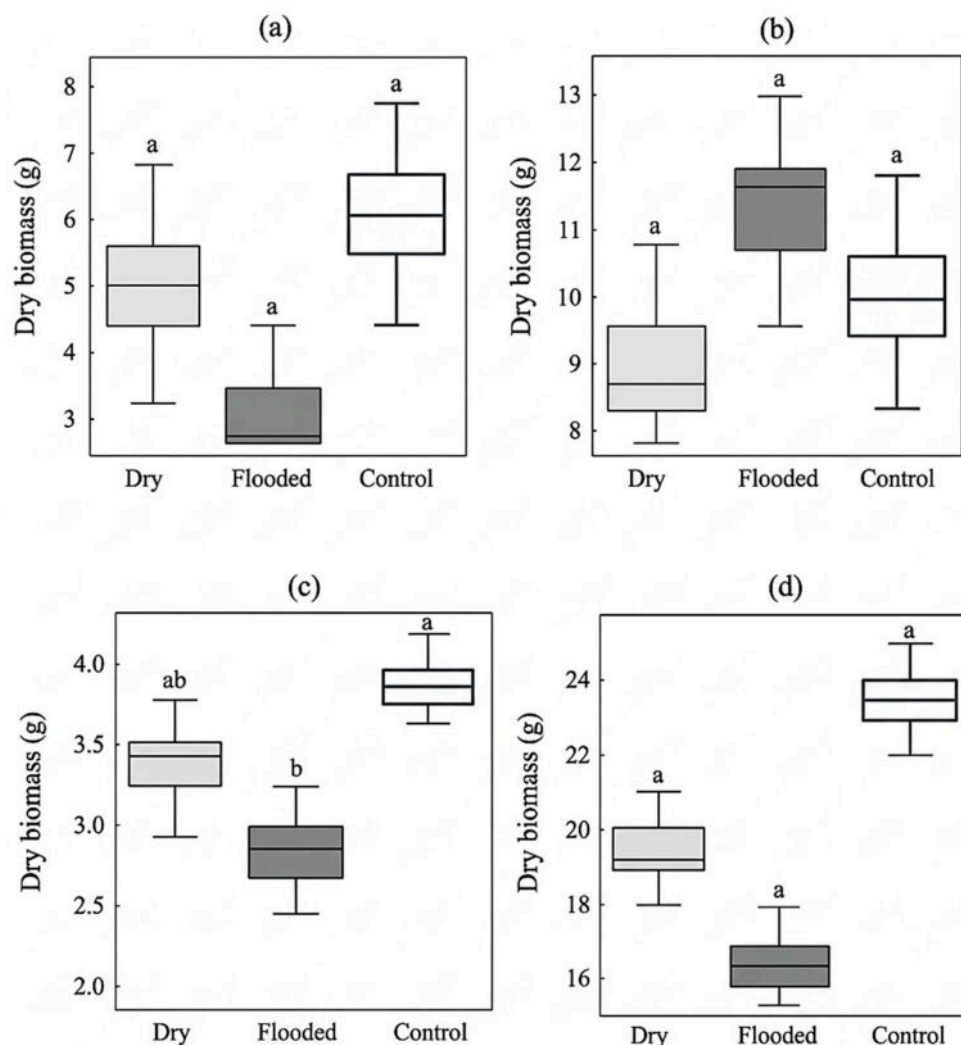 (a)
Dry biomass (g)
8
7
6
5
4
3
a
a
a
Dry
Flooded
Control
(b)
Dry biomass (g)
13
12
11
10
9
8
a
a
a
Dry
Flooded
Control
(c)
Dry biomass (g)
4.0
3.5
3.0
2.5
2.0
ab
b
a
Dry
Flooded
Control
(d)
Dry biomass (g)
24
22
20
18
16
a
a
a
Dry
Flooded
Control